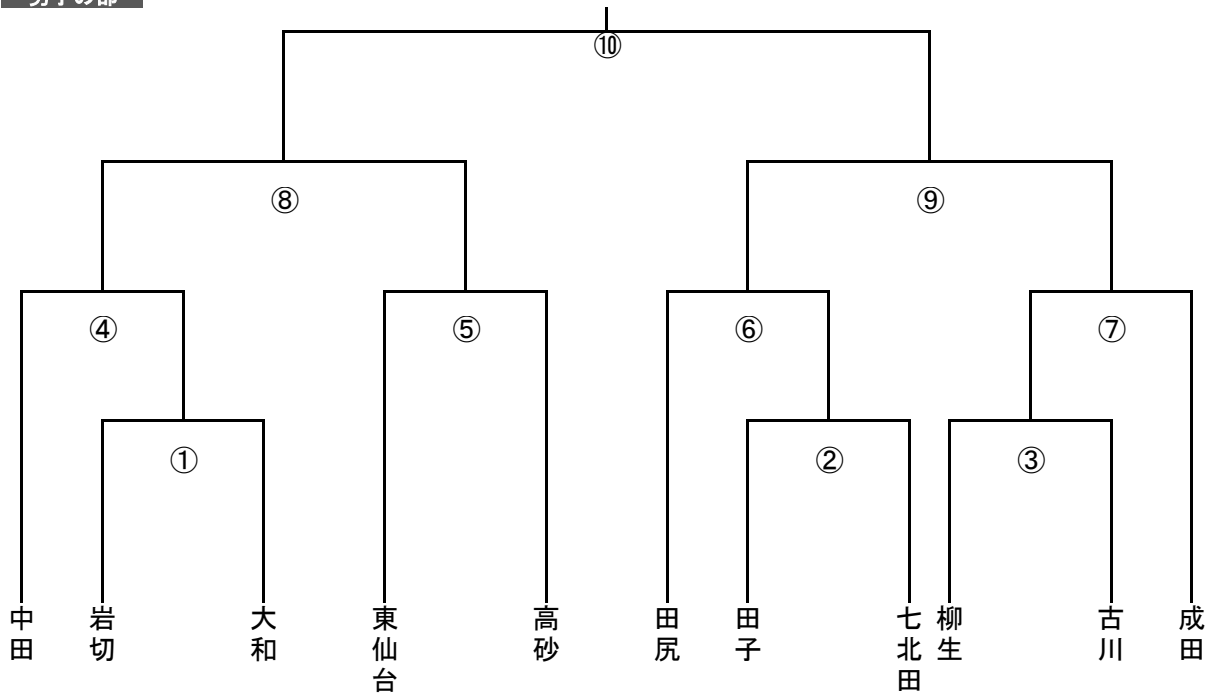 男子の部
⑩
⑧
⑨
④
⑤
⑥
⑦
①
②
③
中田
岩切
大和
東仙台
高砂
田尻
田子
七北田
柳生
古川
成田